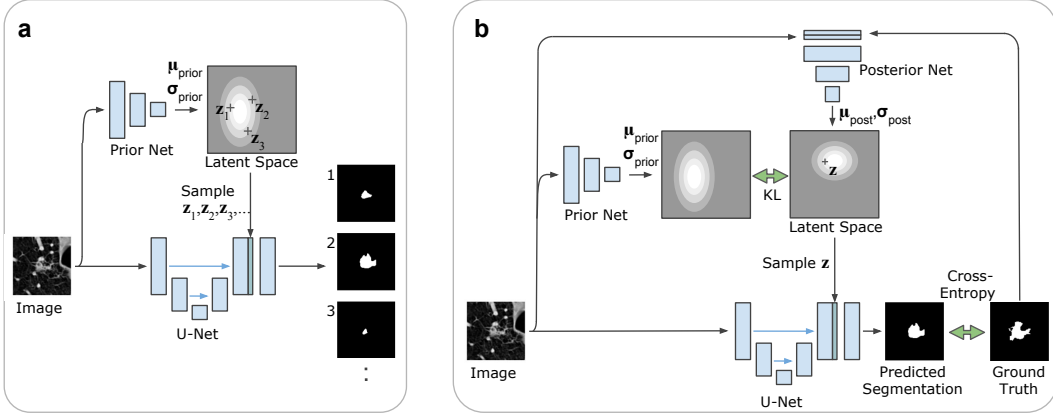 a
μprior
σprior
z1
z2
z3
Prior Net
Latent Space
Sample
z1,z2,z3,...
1
2
3
Image
U-Net
⋮
b
Posterior Net
μpost,σpost
μprior
σprior
z
KL
Prior Net
Latent Space
Sample z
Cross-
Entropy
Image
U-Net
Predicted
Segmentation
Ground
Truth